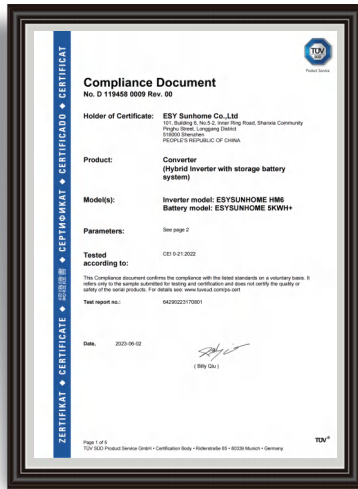 ZERTIFIKAT ◆ CERTIFICATE ◆ 認證證書 ◆ СЕРТИФИКАТ ◆ CERTIFICADO ◆ CERTIFICAT
TÜV
SÜD
Product Service
Compliance Document
No. D 119458 0009 Rev. 00
Holder of Certificate: ESY Sunhome Co.,Ltd
101, Building 6, No.5-2, Inner Ring Road, Shanxia Community
Pinghu Street, Longgang District
518000 Shenzhen
PEOPLE'S REPUBLIC OF CHINA
Product: Converter
(Hybrid Inverter with storage battery
system)
Model(s): Inverter model: ESYSUNHOME HM6
Battery model: ESYSUNHOME 5KWH+
Parameters: See page 2
Tested
according to: CEI 0-21:2022
This Compliance document confirms the compliance with the listed standards on a voluntary basis. It
refers only to the sample submitted for testing and certification and does not certify the quality or
safety of the serial products. For details see: www.tuvsud.com/ps-cert
Test report no.: 64290223170801
Date, 2023-06-02
( Billy Qiu )
Page 1 of 5
TÜV SÜD Product Service GmbH • Certification Body • Ridlerstraße 65 • 80339 Munich • Germany
TÜV®